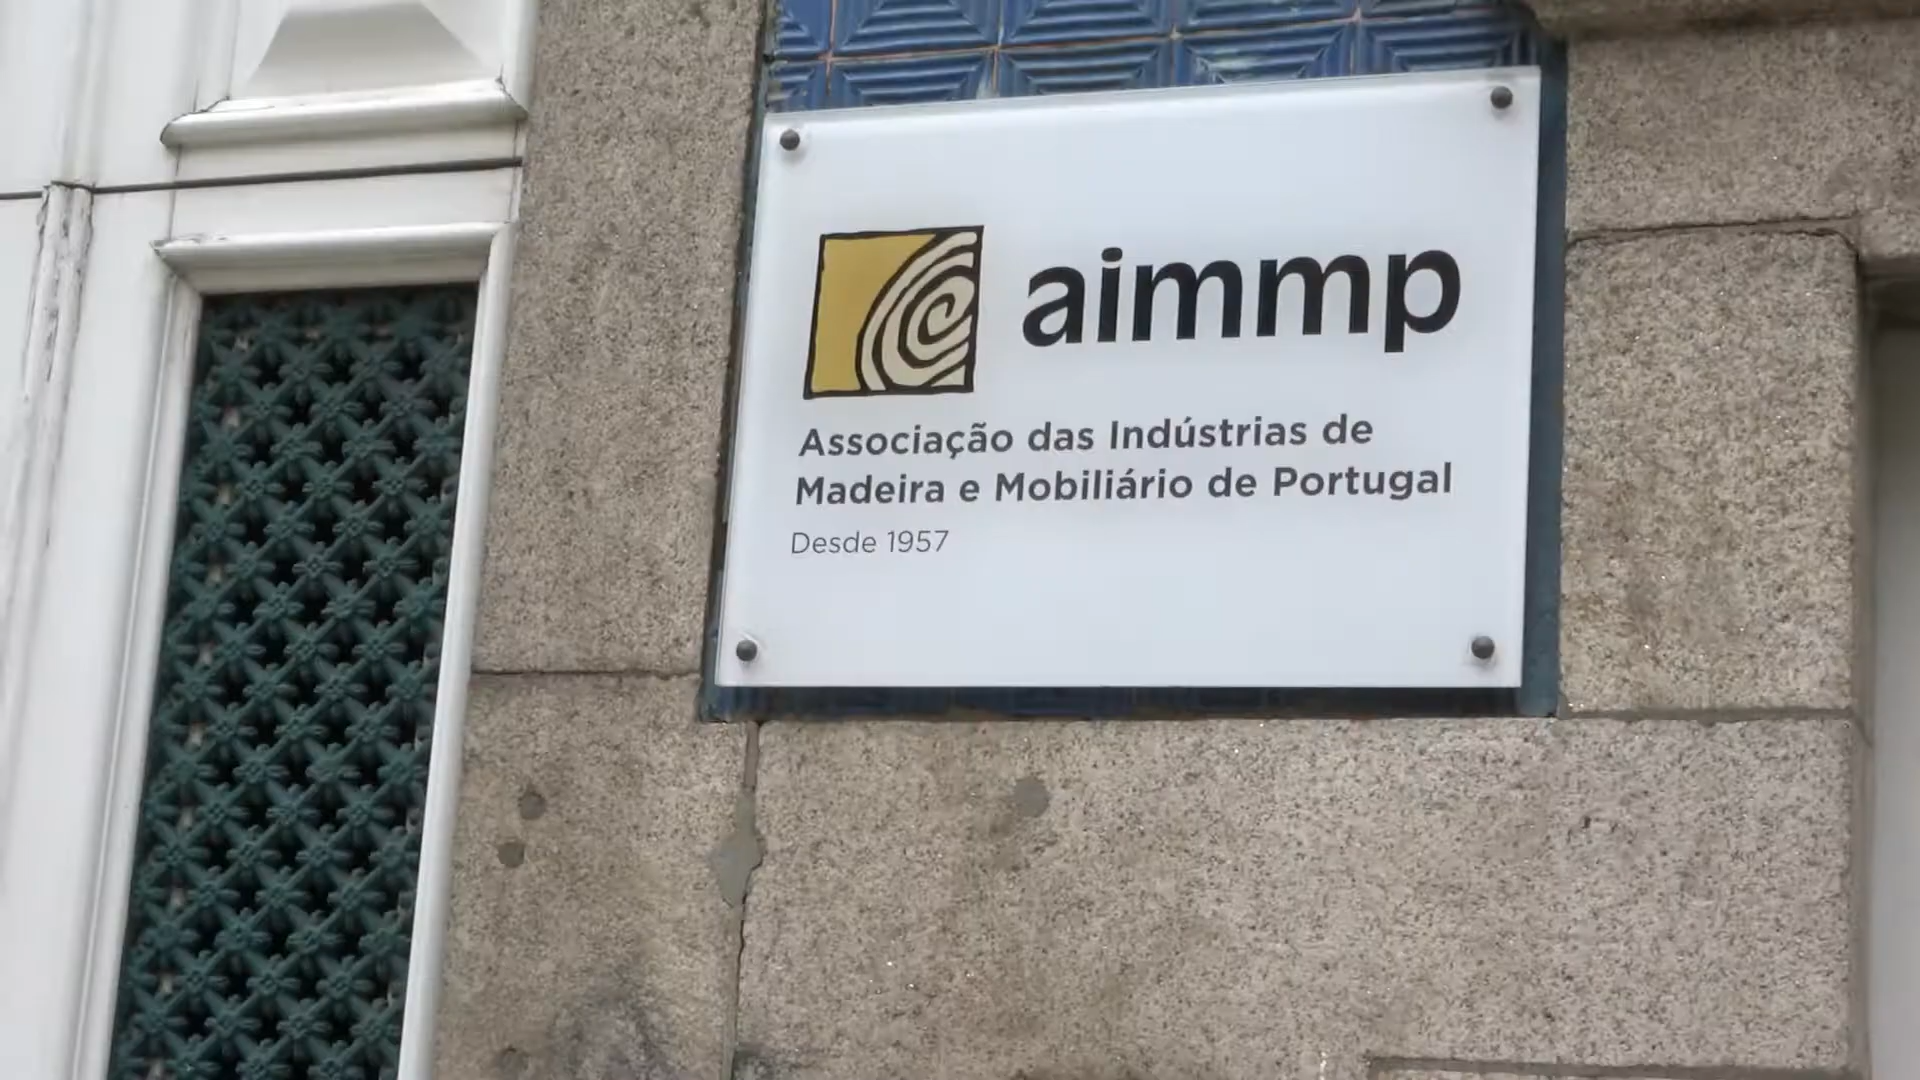 aimmp
Associação das Indústrias de
Madeira e Mobiliário de Portugal
Desde 1957